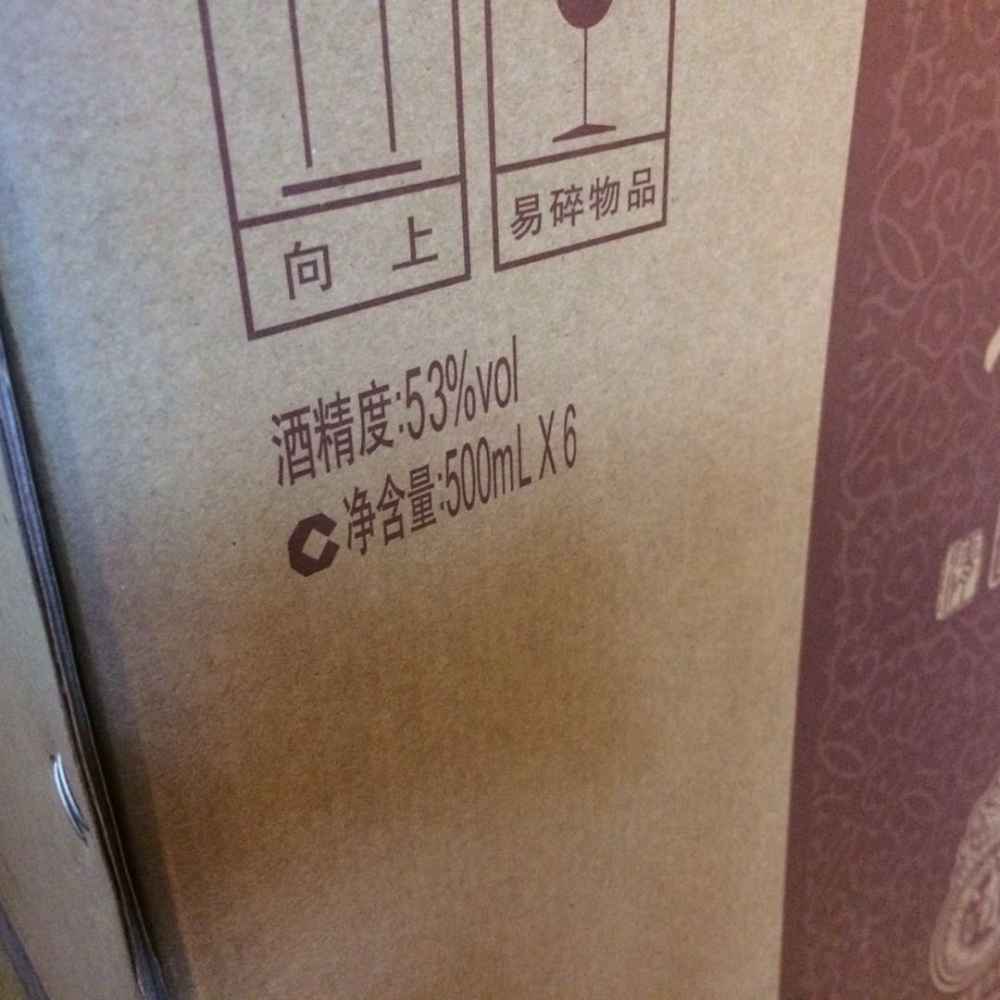 向上
易碎物品
酒精度:53%vol
净含量:500mL X 6